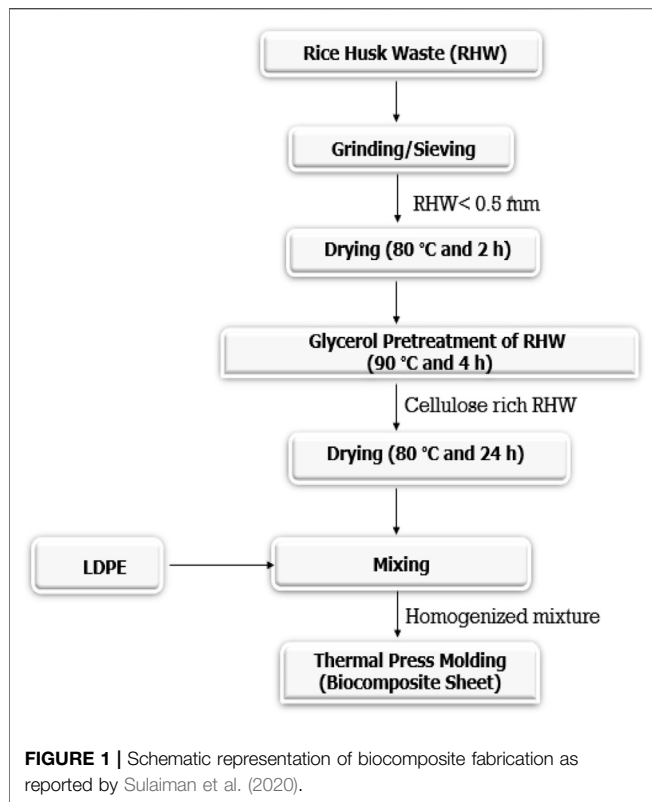 Rice Husk Waste (RHW)
Grinding/Sieving
RHW< 0.5 mm
Drying (80 °C and 2 h)
Glycerol Pretreatment of RHW
(90 °C and 4 h)
Cellulose rich RHW
Drying (80 °C and 24 h)
LDPE
Mixing
Homogenized mixture
Thermal Press Molding
(Biocomposite Sheet)
FIGURE 1 | Schematic representation of biocomposite fabrication as
reported by Sulaiman et al. (2020).